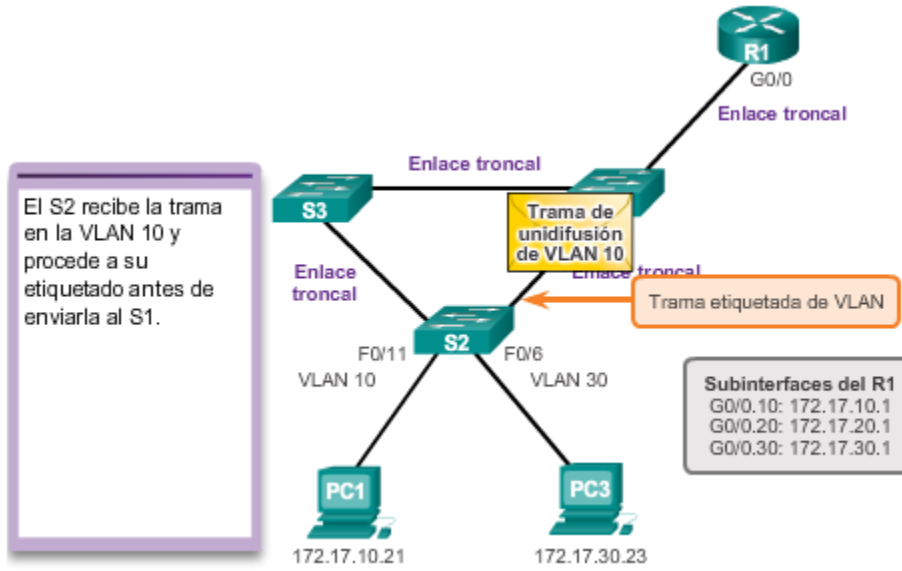 R1
G0/0
Enlace troncal
Enlace troncal
El S2 recibe la trama
en la VLAN 10 y
procede a su
etiquetado antes de
enviarla al S1.
S3
Trama de
unidifusión
de VLAN 10
Enlace
troncal
Enlace troncal
Trama etiquetada de VLAN
S2
F0/11
F0/6
VLAN 10
VLAN 30
Subinterfaces del R1
G0/0.10: 172.17.10.1
G0/0.20: 172.17.20.1
G0/0.30: 172.17.30.1
PC1
PC3
172.17.10.21
172.17.30.23